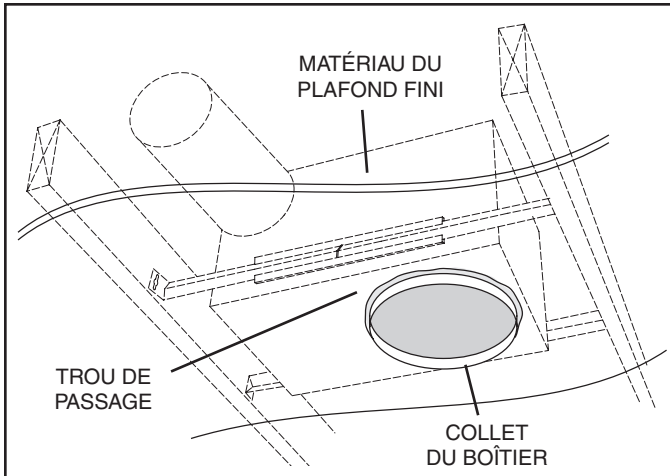 MATÉRIAU DU
PLAFOND FINI
TROU DE
PASSAGE
COLLET
DU BOÎTIER